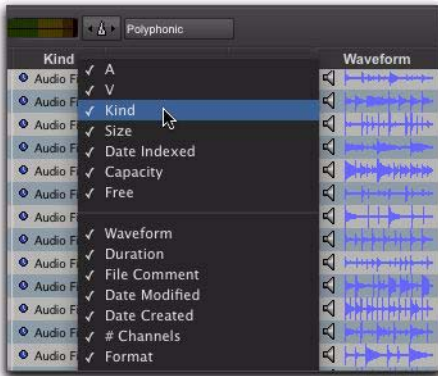 Polyphonic
Kind Waveform
Audio Fi
✓ A
Audio Fi
✓ V
Audio Fi
✓ Kind
✓ Size
Audio Fi
✓ Date Indexed
Audio Fi
✓ Capacity
Audio Fi
✓ Free
Audio Fi
Audio Fi
✓ Waveform
Audio Fi
✓ Duration
Audio Fi
✓ File Comment
Audio Fi
✓ Date Modified
Audio Fi
✓ Date Created
Audio Fi
✓ # Channels
Audio Fi
✓ Format